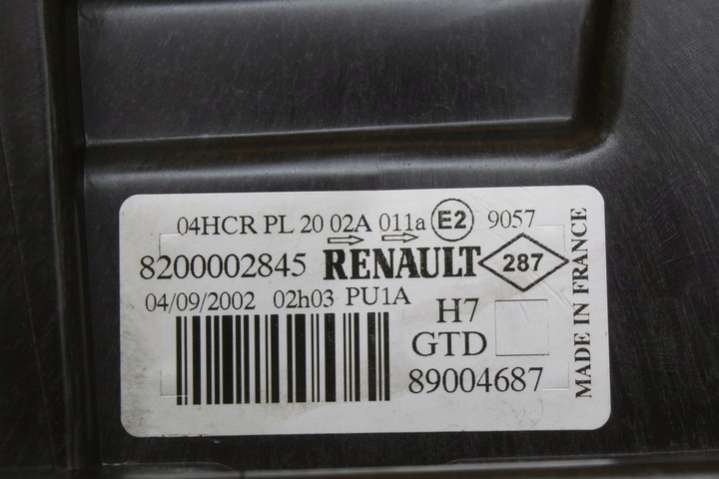 04HCR PL 20 02A 011a E2 9057
8200002845 RENAULT 287
04/09/2002 02h03 PU1A
H7
GTD
89004687
MADE IN FRANCE